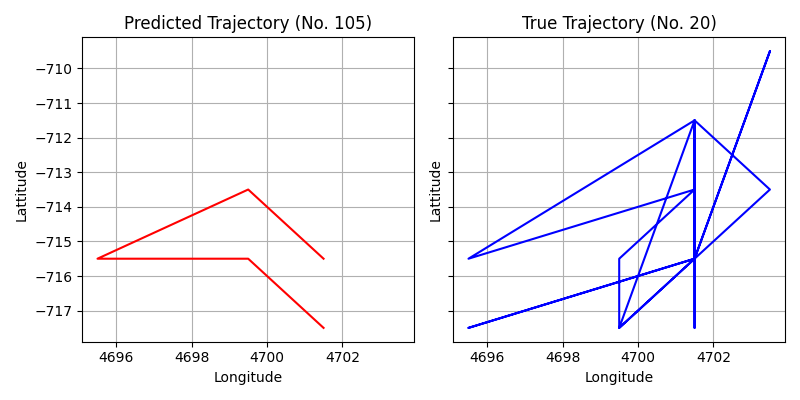 Predicted Trajectory (No. 105)
True Trajectory (No. 20)
−710
−711
−712
−713
−714
−715
−716
−717
Lattitude
Lattitude
4696
4698
4700
4702
4696
4698
4700
4702
Longitude
Longitude